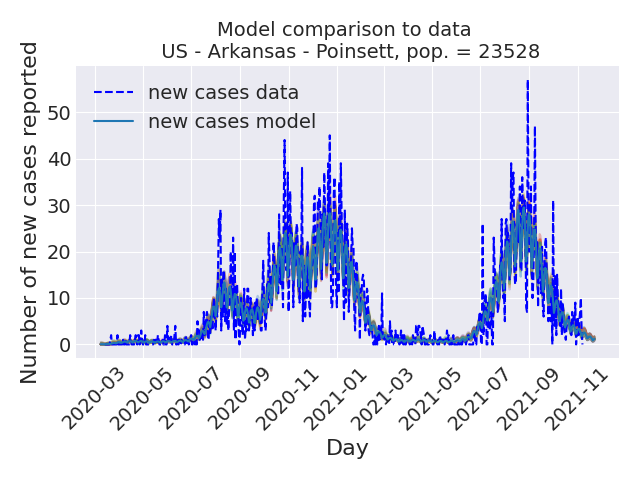 Model comparison to data
US - Arkansas - Poinsett, pop. = 23528
Number of new cases reported
50
40
30
20
10
0
new cases data
new cases model
2020-03
2020-05
2020-07
2020-09
2020-11
2021-01
2021-03
2021-05
2021-07
2021-09
2021-11
Day